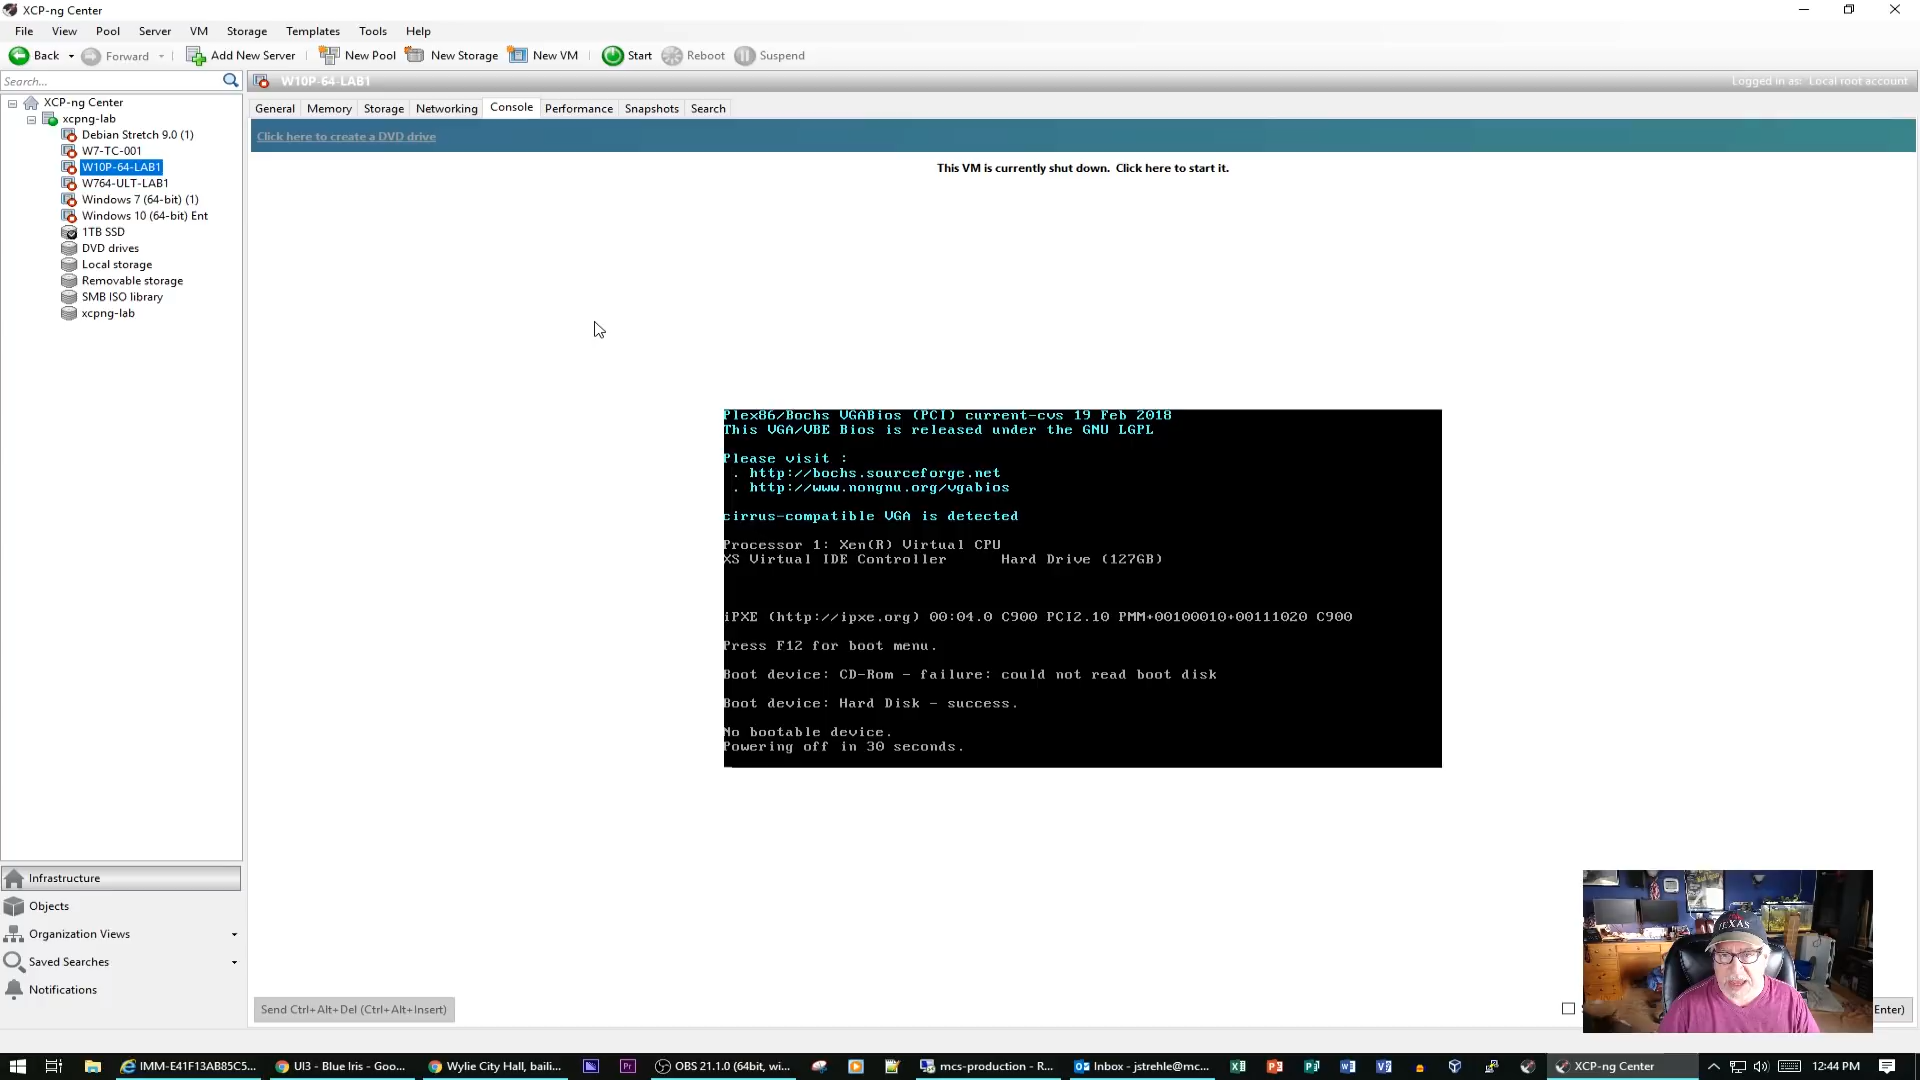 XCP-ng Center
File View Pool Server VM Storage Templates Tools Help
Back Forward Add New Server New Pool New Storage New VM Start Reboot Suspend
Search...
W10P-64-LAB1
Logged in as: Local root account
XCP-ng Center
xcpng-lab
Debian Stretch 9.0 (1)
W7-TC-001
W10P-64-LAB1
W764-ULT-LAB1
Windows 7 (64-bit) (1)
Windows 10 (64-bit) Ent
1TB SSD
DVD drives
Local storage
Removable storage
SMB ISO library
xcpng-lab
General Memory Storage Networking Console Performance Snapshots Search
Click here to create a DVD drive
This VM is currently shut down. Click here to start it.
Plex86/Bochs VGABios (PCI) current-cvs 19 Feb 2018
This VGA/VBE Bios is released under the GNU LGPL
Please visit :
. http://bochs.sourceforge.net
. http://www.nongnu.org/vgabios
cirrus-compatible VGA is detected
Processor 1: Xen(R) Virtual CPU
XS Virtual IDE Controller Hard Drive (127GB)
iPXE (http://ipxe.org) 00:04.0 C900 PCI2.10 PMM+00100010+00111020 C900
Press F12 for boot menu.
Boot device: CD-Rom - failure: could not read boot disk
Boot device: Hard Disk - success.
No bootable device.
Powering off in 30 seconds.
Infrastructure
Objects
Organization Views
Saved Searches
Notifications
Send Ctrl+Alt+Del (Ctrl+Alt+Insert)
TEXAS
Enter)
IMM-E41F13AB85C5... UI3 - Blue Iris - Goo... Wylie City Hall, baili... Pr OBS 21.1.0 (64bit, wi... mcs-production - R... Inbox - jstrehle@mc... XCP-ng Center 12:44 PM